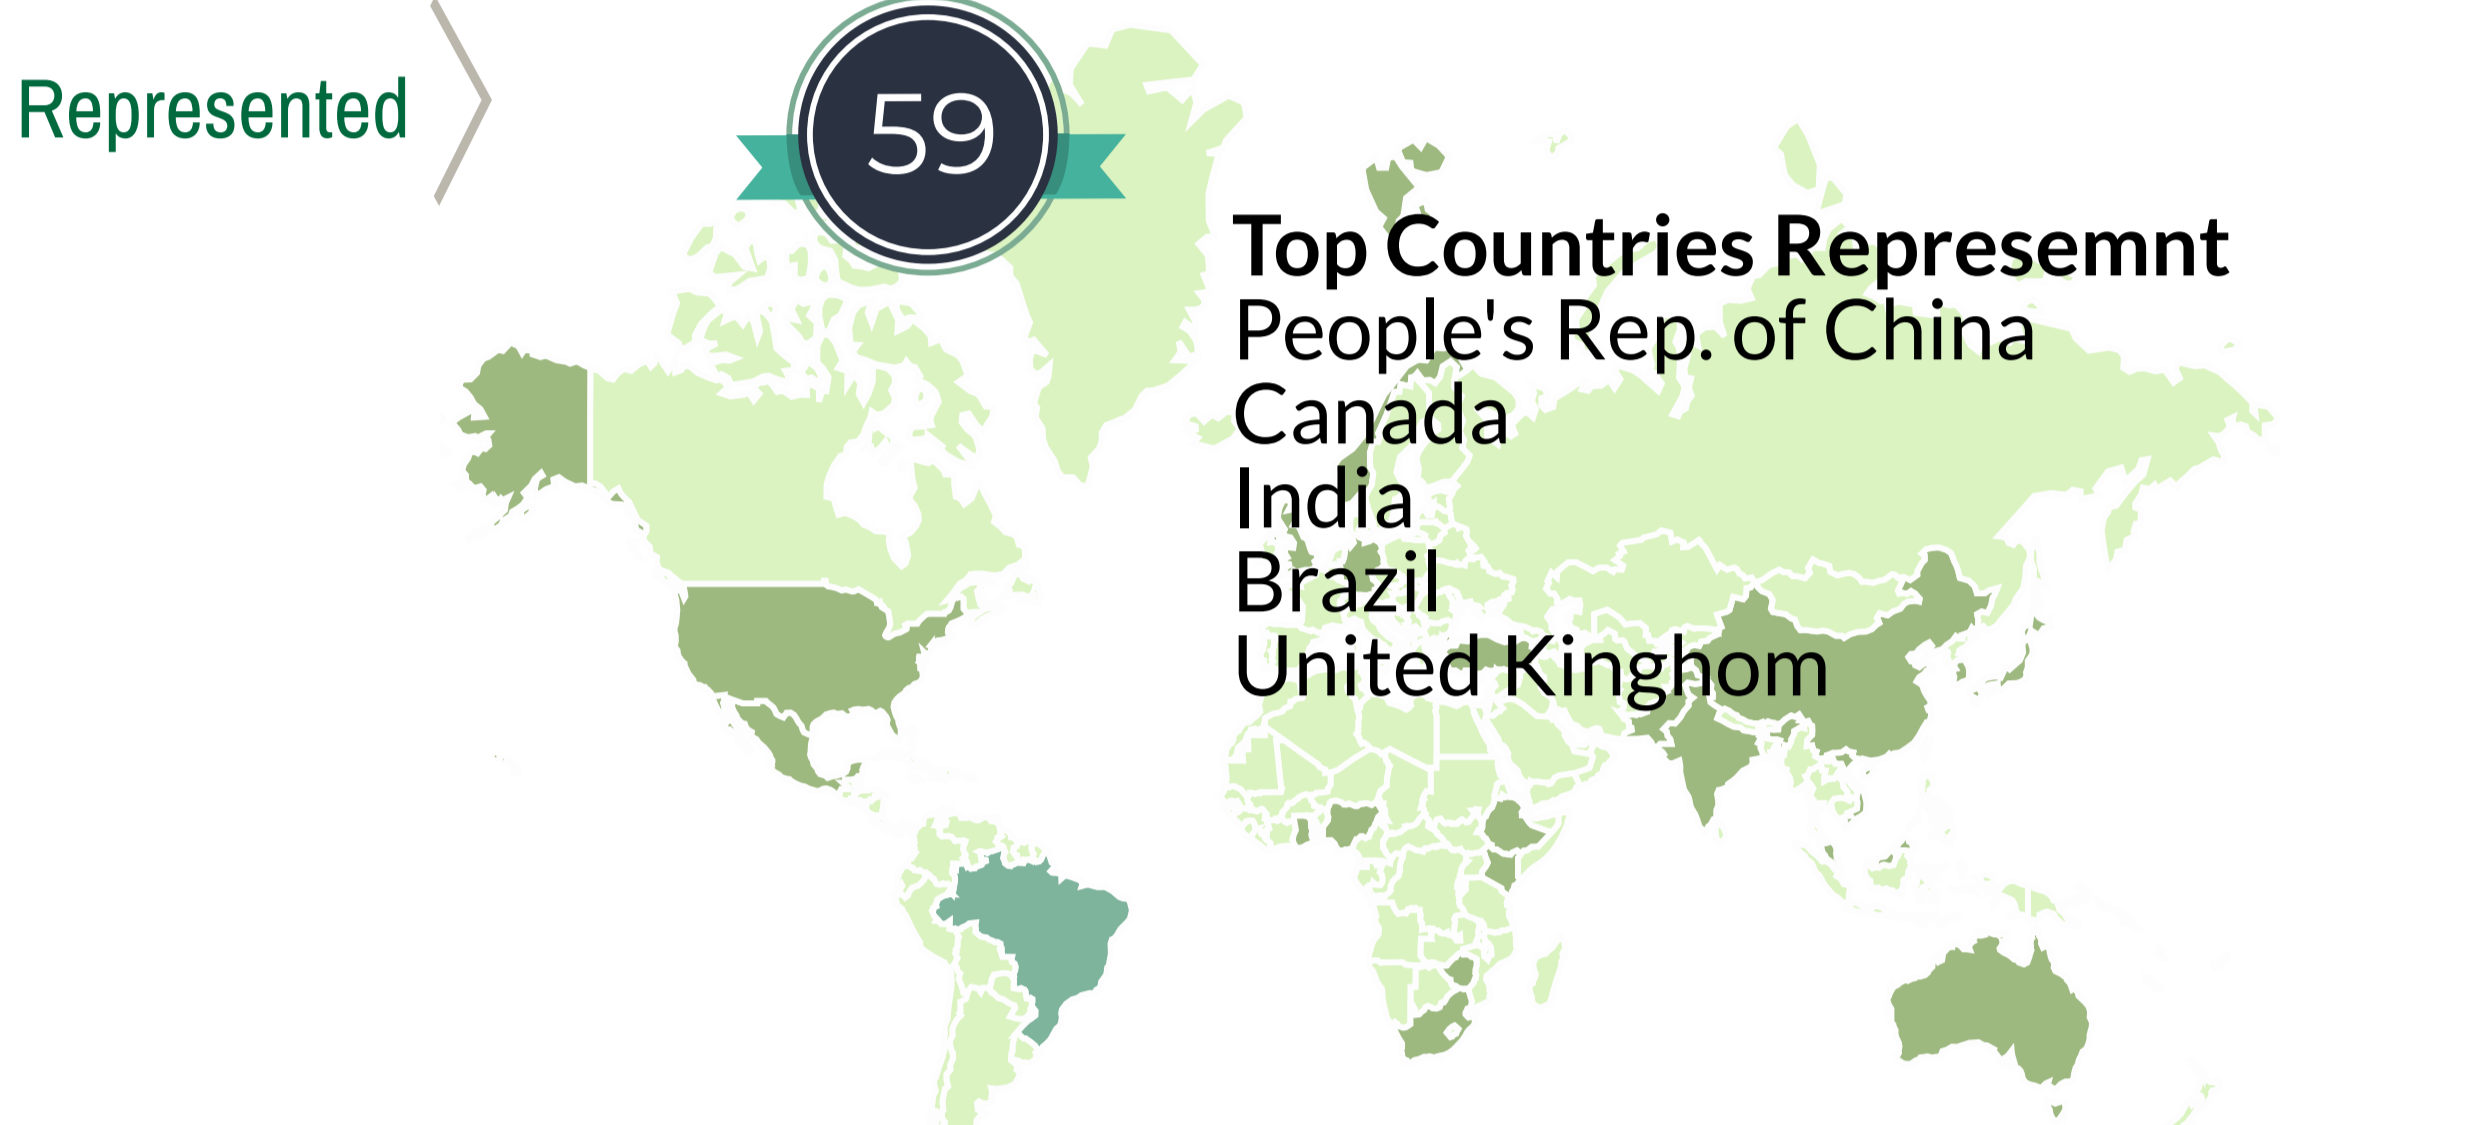 Represented
59
Top Countries Represemnt
People's Rep. of China
Canada
India
Brazil
United Kinghom